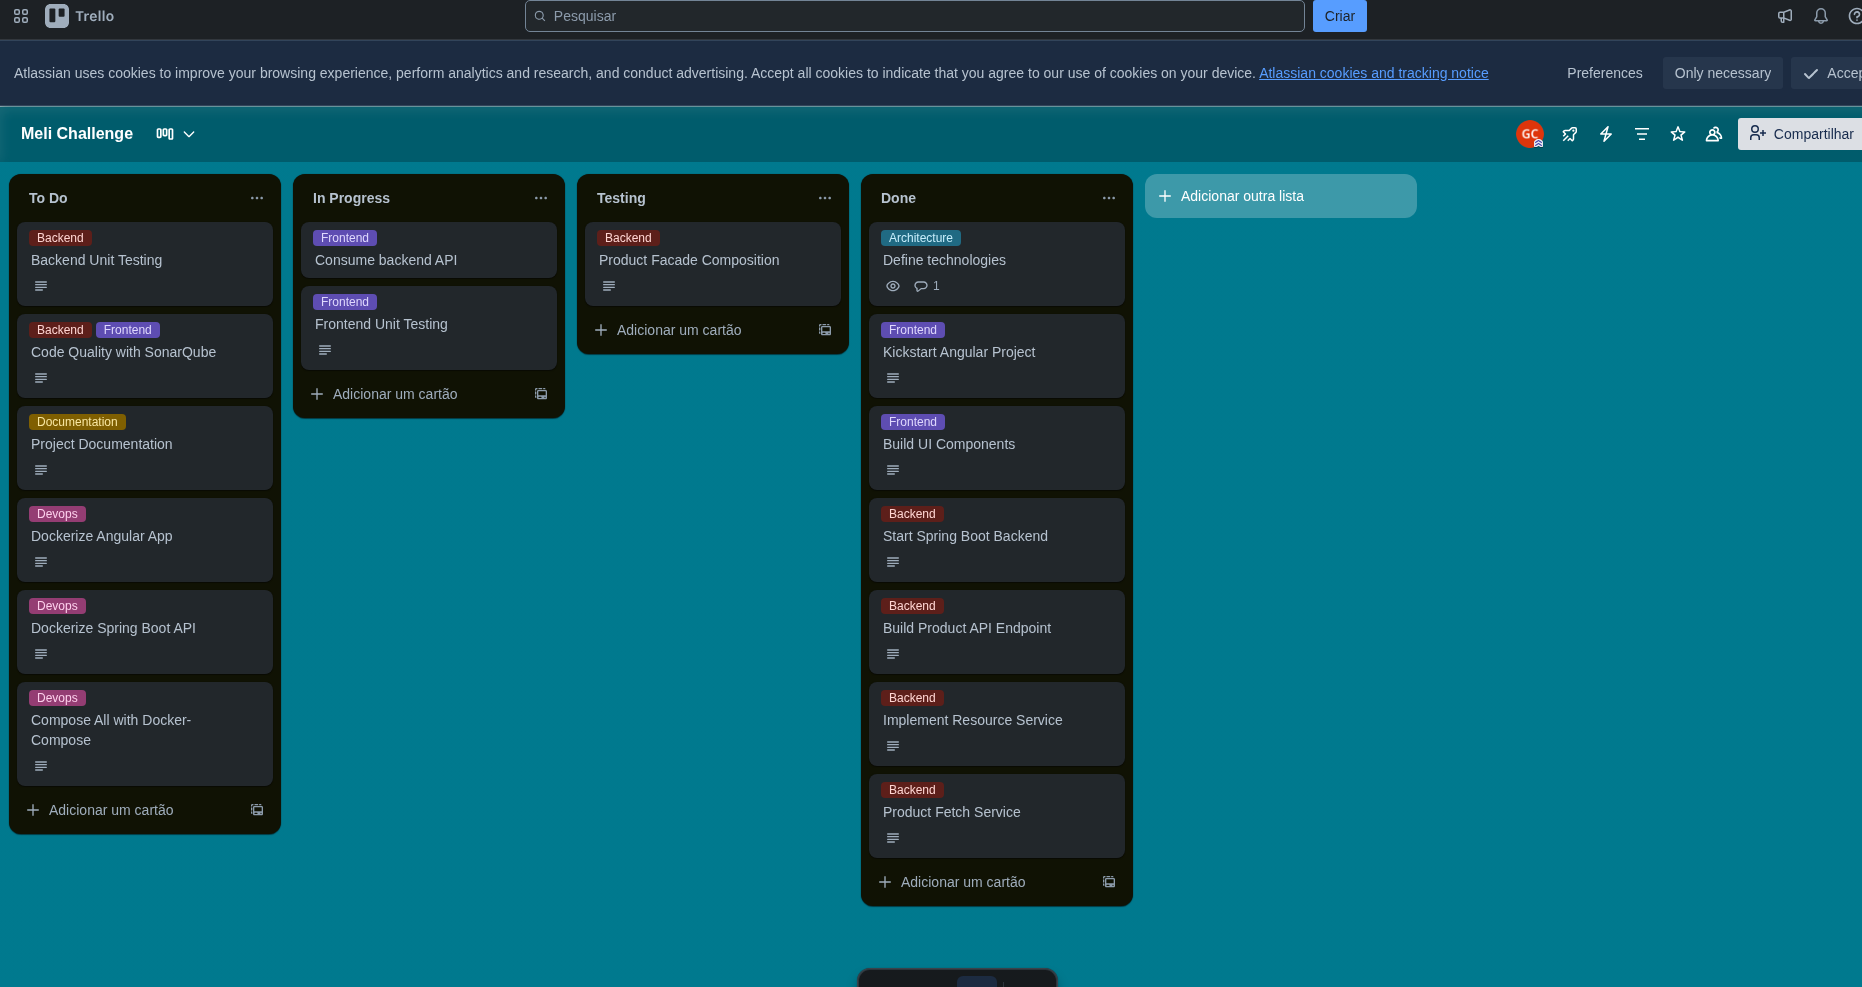 Trello
Pesquisar
Criar
Atlassian uses cookies to improve your browsing experience, perform analytics and research, and conduct advertising. Accept all cookies to indicate that you agree to our use of cookies on your device. Atlassian cookies and tracking notice
Preferences
Only necessary
Meli Challenge
GC
Compartilhar
To Do
Backend
Backend Unit Testing
Backend Frontend
Code Quality with SonarQube
Documentation
Project Documentation
Devops
Dockerize Angular App
Devops
Dockerize Spring Boot API
Devops
Compose All with Docker-
Compose
Adicionar um cartão
In Progress
Frontend
Consume backend API
Frontend
Frontend Unit Testing
Adicionar um cartão
Testing
Backend
Product Facade Composition
Adicionar um cartão
Done
Architecture
Define technologies
1
Frontend
Kickstart Angular Project
Frontend
Build UI Components
Backend
Start Spring Boot Backend
Backend
Build Product API Endpoint
Backend
Implement Resource Service
Backend
Product Fetch Service
Adicionar um cartão
Adicionar outra lista